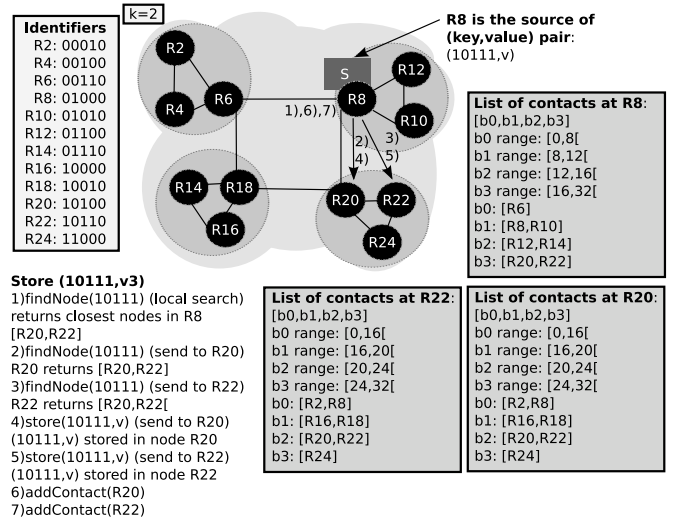 k=2
Identifiers
R2: 00010
R4: 00100
R6: 00110
R8: 01000
R10: 01010
R12: 01100
R14: 01110
R16: 10000
R18: 10010
R20: 10100
R22: 10110
R24: 11000
R2
R4
R6
S
R8
R12
R10
1),6),7)
2)
4)
3)
5)
R14
R18
R16
R20
R22
R24
R8 is the source of
(key,value) pair:
(10111,v)
List of contacts at R8:
[b0,b1,b2,b3]
b0 range: [0,8[
b1 range: [8,12[
b2 range: [12,16[
b3 range: [16,32[
b0: [R6]
b1: [R8,R10]
b2: [R12,R14]
b3: [R20,R22]
Store (10111,v3)
1)findNode(10111) (local search)
returns closest nodes in R8
[R20,R22]
2)findNode(10111) (send to R20)
R20 returns [R20,R22]
3)findNode(10111) (send to R22)
R22 returns [R20,R22[
4)store(10111,v) (send to R20)
(10111,v) stored in node R20
5)store(10111,v) (send to R22)
(10111,v) stored in node R22
6)addContact(R20)
7)addContact(R22)
List of contacts at R22:
[b0,b1,b2,b3]
b0 range: [0,16[
b1 range: [16,20[
b2 range: [20,24[
b3 range: [24,32[
b0: [R2,R8]
b1: [R16,R18]
b2: [R20,R22]
b3: [R24]
List of contacts at R20:
[b0,b1,b2,b3]
b0 range: [0,16[
b1 range: [16,20[
b2 range: [20,24[
b3 range: [24,32[
b0: [R2,R8]
b1: [R16,R18]
b2: [R20,R22]
b3: [R24]